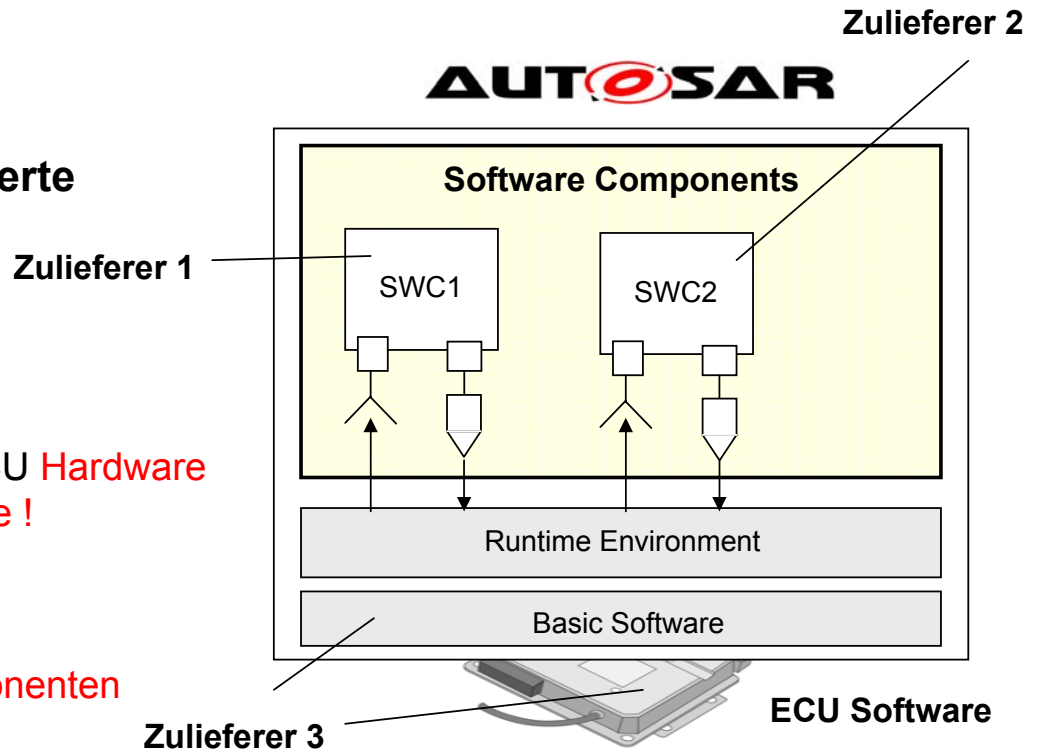 Zulieferer 2
AUTOSAR
erte
Software Components
Zulieferer 1
SWC1
SWC2
U Hardware
e !
Runtime Environment
Basic Software
onenten
ECU Software
Zulieferer 3